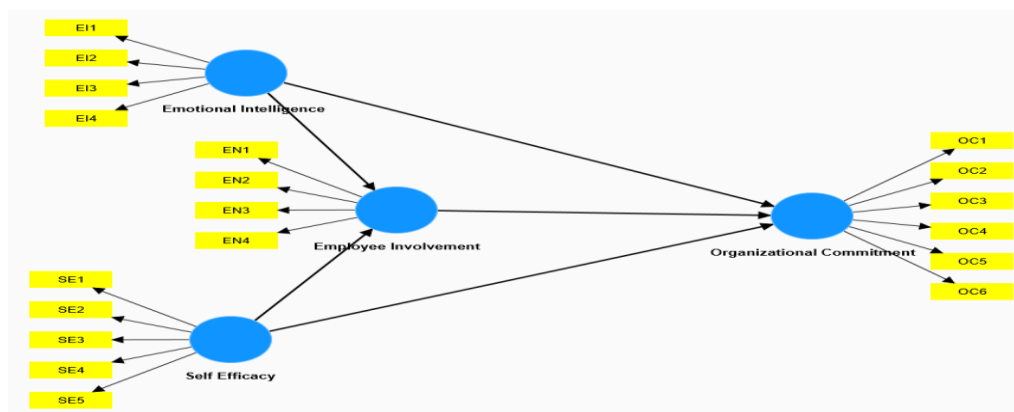 EI1
EI2
EI3
EI4
Emotional Intelligence
EN1
EN2
EN3
EN4
Employee Involvement
SE1
SE2
SE3
SE4
SE5
Self Efficacy
OC1
OC2
OC3
OC4
OC5
OC6
Organizational Commitment